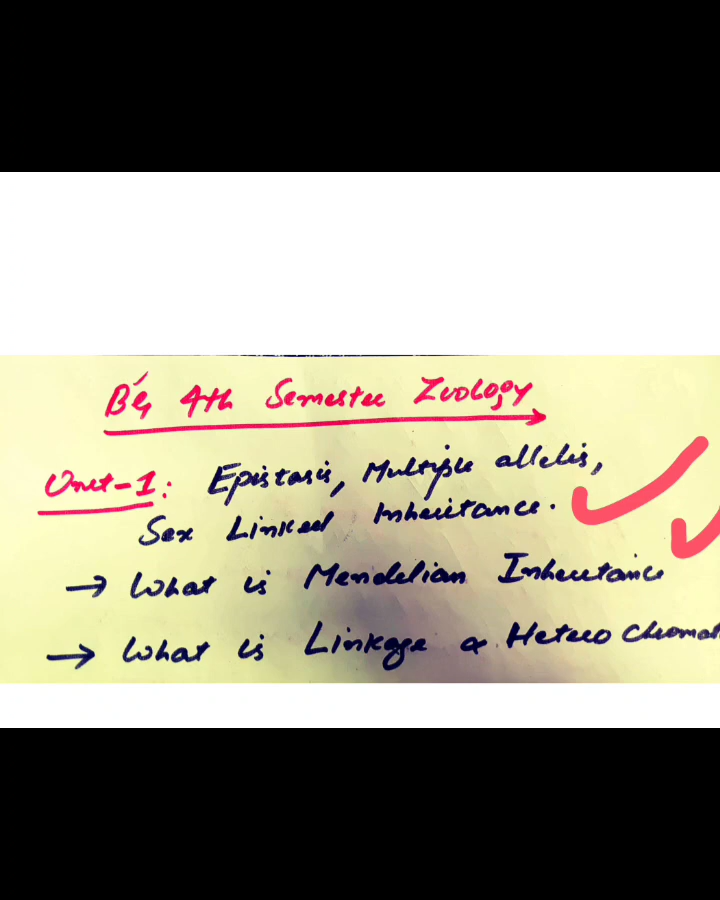 BSc 4th Semester Zoology
Unit-1: Epistasis, Multiple alleles,
Sex Linked Inheritance.
→ What is Mendelian Inheritance
→ What is Linkage & Hetero Chromat